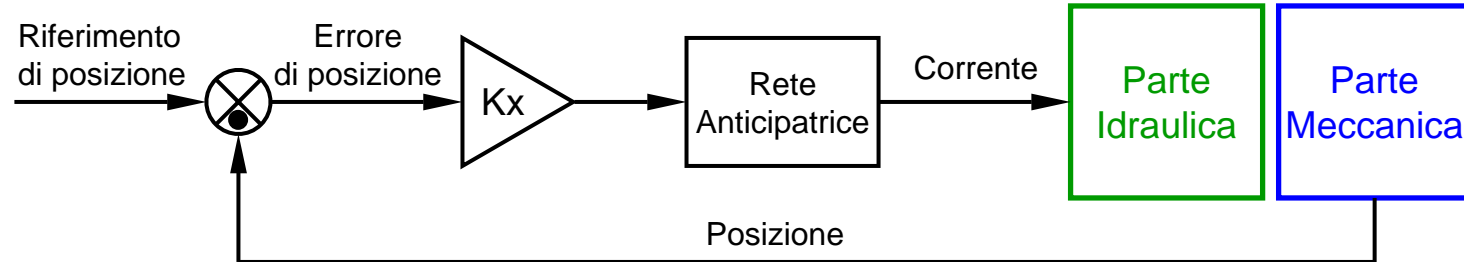 Riferimento
di posizione
Errore
di posizione
Kx
Rete
Anticipatrice
Corrente
Parte
Idraulica
Parte
Meccanica
Posizione